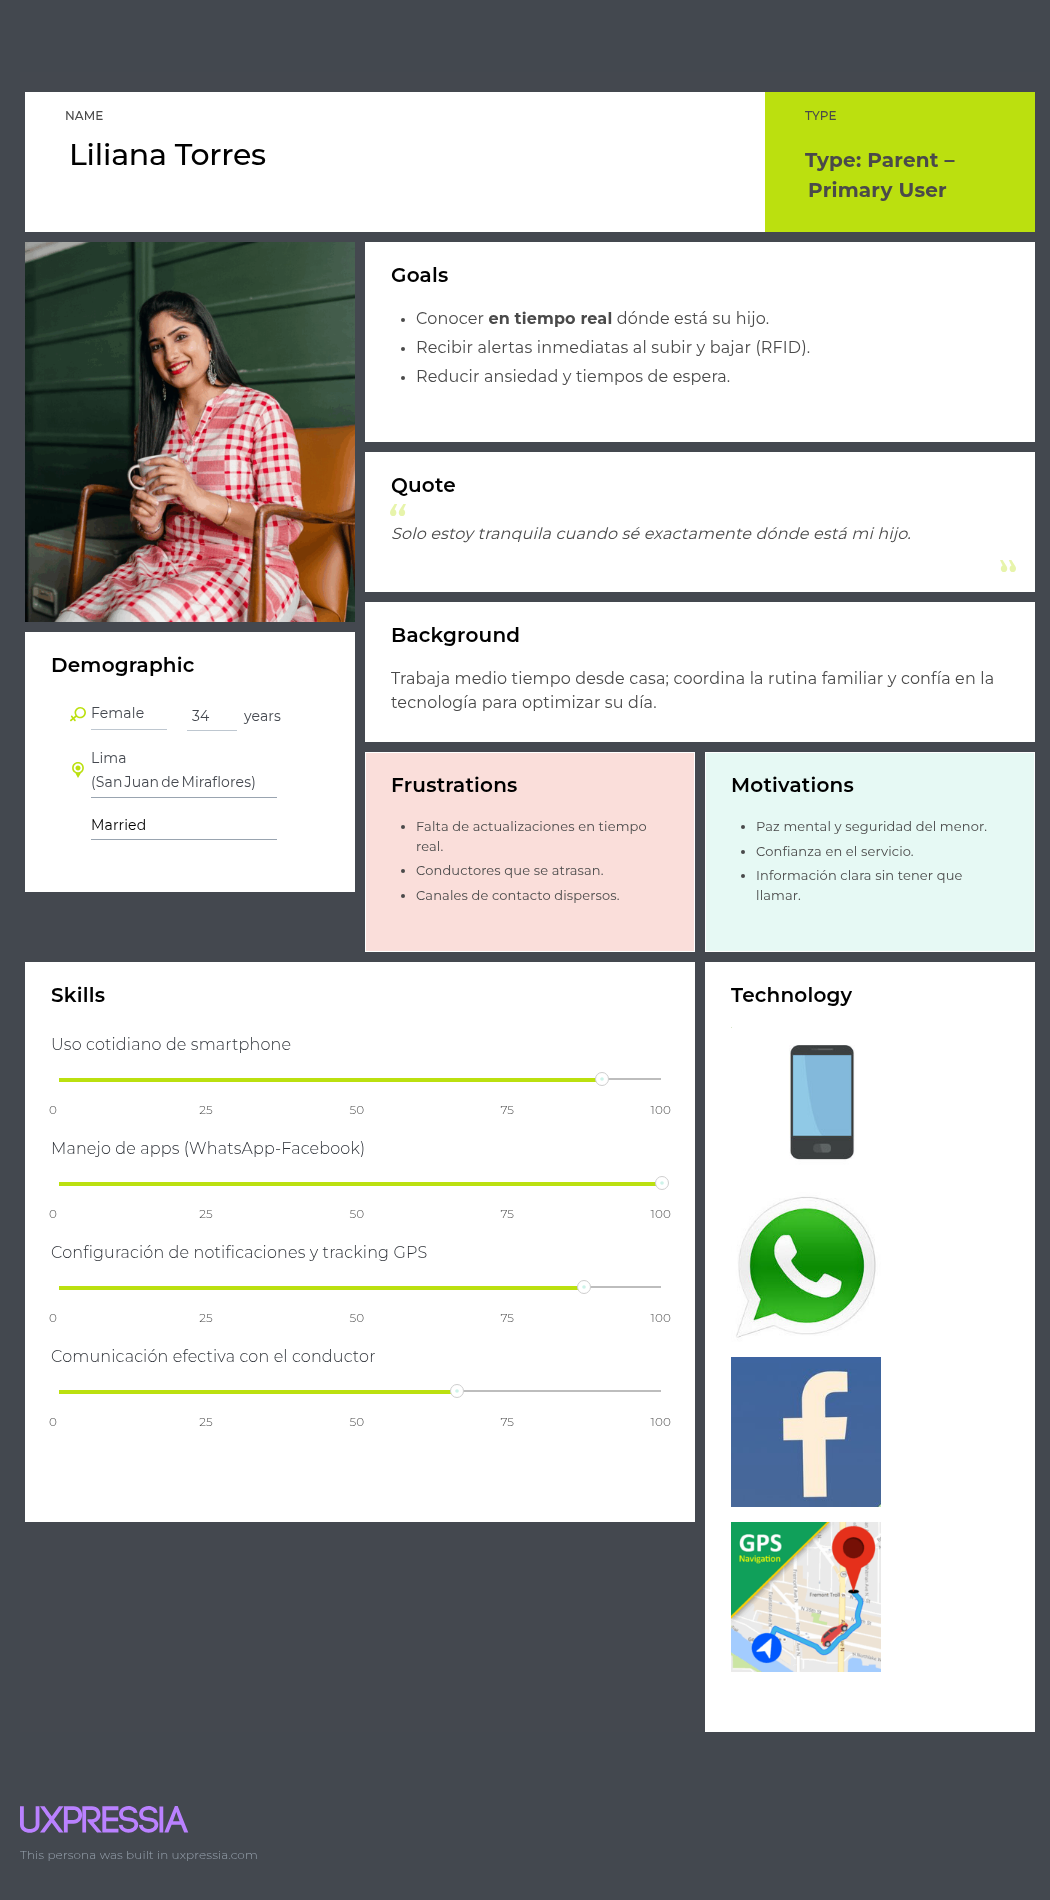 NAME
Liliana Torres
TYPE
Type: Parent –
Primary User
Goals
• Conocer en tiempo real dónde está su hijo.
• Recibir alertas inmediatas al subir y bajar (RFID).
• Reducir ansiedad y tiempos de espera.
Quote
“
Solo estoy tranquila cuando sé exactamente dónde está mi hijo.
”
Background
Trabaja medio tiempo desde casa; coordina la rutina familiar y confía en la
tecnología para optimizar su día.
Demographic
Female 34 years
Lima
(San Juan de Miraflores)
Married
Frustrations
• Falta de actualizaciones en tiempo
real.
• Conductores que se atrasan.
• Canales de contacto dispersos.
Motivations
• Paz mental y seguridad del menor.
• Confianza en el servicio.
• Información clara sin tener que
llamar.
Skills
Uso cotidiano de smartphone
0 25 50 75 100
Manejo de apps (WhatsApp-Facebook)
0 25 50 75 100
Configuración de notificaciones y tracking GPS
0 25 50 75 100
Comunicación efectiva con el conductor
0 25 50 75 100
Technology
f
GPS
Navigation
UXPRESSIA
This persona was built in uxpressia.com